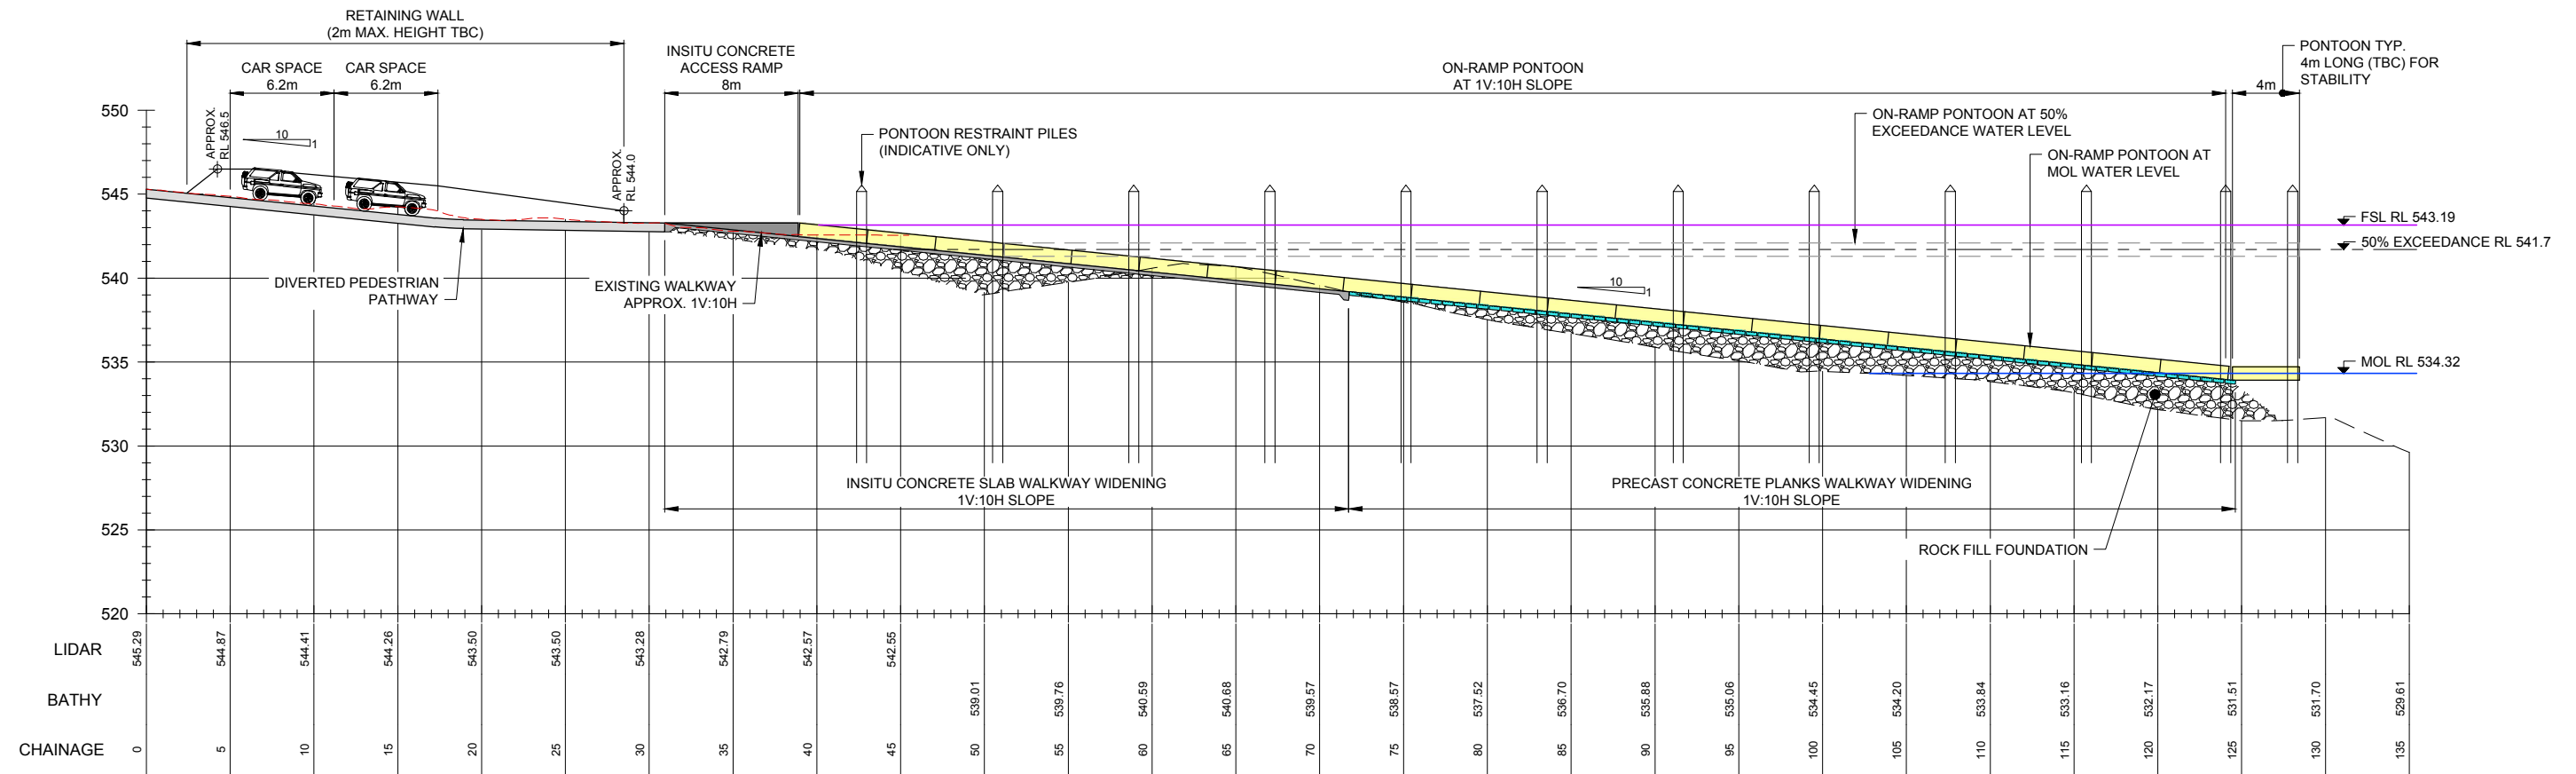 RETAINING WALL
(2m MAX. HEIGHT TBC)
CAR SPACE
6.2m
CAR SPACE
6.2m
INSITU CONCRETE
ACCESS RAMP
8m
ON-RAMP PONTOON
AT 1V:10H SLOPE
PONTOON TYP.
4m LONG (TBC) FOR
STABILITY
4m
APPROX.
RL 546.5
10
1
APPROX.
RL 544.0
PONTOON RESTRAINT PILES
(INDICATIVE ONLY)
ON-RAMP PONTOON AT 50%
EXCEEDANCE WATER LEVEL
ON-RAMP PONTOON AT
MOL WATER LEVEL
FSL RL 543.19
50% EXCEEDANCE RL 541.7
MOL RL 534.32
DIVERTED PEDESTRIAN
PATHWAY
EXISTING WALKWAY
APPROX. 1V:10H
10
1
INSITU CONCRETE SLAB WALKWAY WIDENING
1V:10H SLOPE
PRECAST CONCRETE PLANKS WALKWAY WIDENING
1V:10H SLOPE
ROCK FILL FOUNDATION
550
545
540
535
530
525
520
LIDAR 545.29 544.87 544.41 544.26 543.50 543.50 543.28 542.79 542.57 542.55
BATHY 539.01 539.76 540.59 540.68 539.57 538.57 537.52 536.70 535.88 535.06 534.45 534.20 533.84 533.16 532.17 531.51 531.70 529.61
CHAINAGE 0 5 10 15 20 25 30 35 40 45 50 55 60 65 70 75 80 85 90 95 100 105 110 115 120 125 130 135